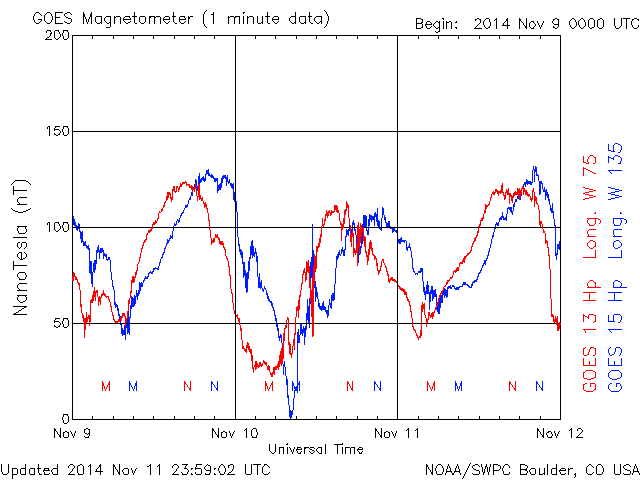 GOES Magnetometer (1 minute data)
Begin: 2014 Nov 9 0000 UTC
200
150
100
50
0
NanoTesla (nT)
M M N N M M N N M M N N
Nov 9 Nov 10 Nov 11 Nov 12
Universal Time
GOES 13 Hp Long. W 75
GOES 15 Hp Long. W 135
Updated 2014 Nov 11 23:59:02 UTC
NOAA/SWPC Boulder, CO USA